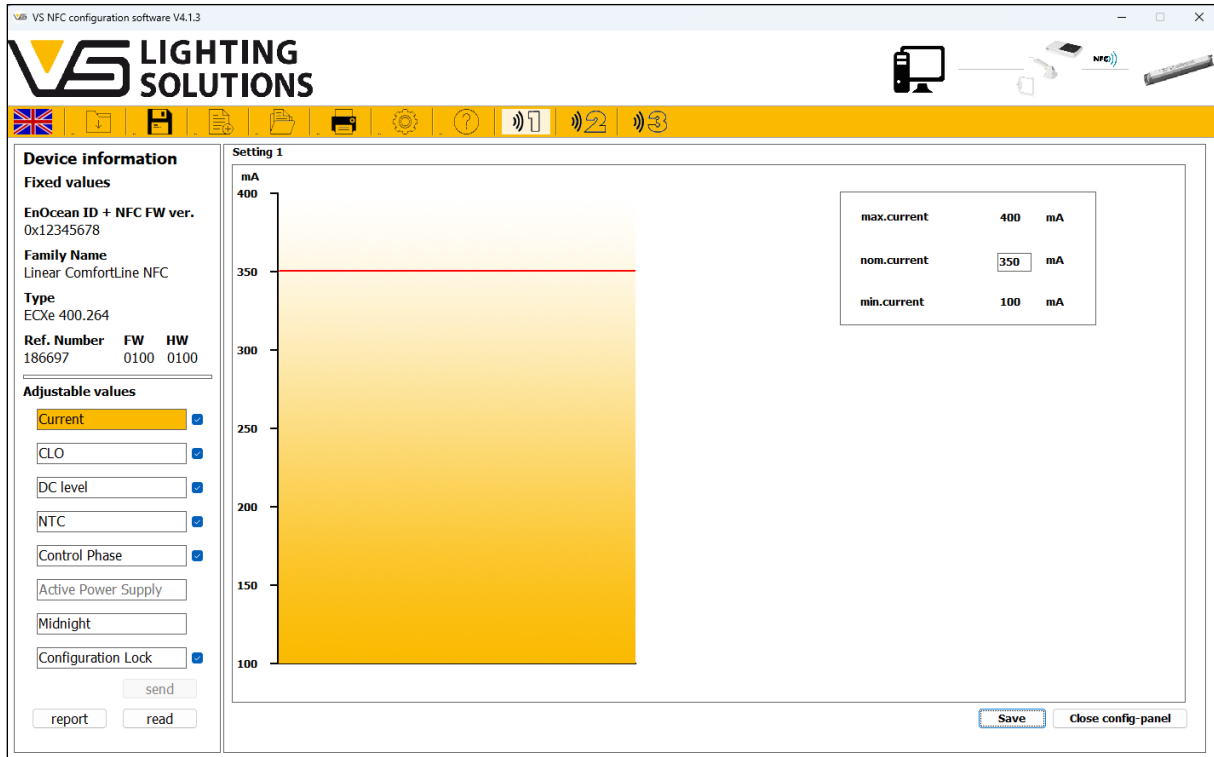 VS NFC configuration software V4.1.3
VS LIGHTING
SOLUTIONS
NFC
1 2 3
Device information
Fixed values
EnOcean ID + NFC FW ver.
0x12345678
Family Name
Linear ComfortLine NFC
Type
ECXe 400.264
Ref. Number FW HW
186697 0100 0100
Adjustable values
Current
CLO
DC level
NTC
Control Phase
Active Power Supply
Midnight
Configuration Lock
send
report read
Setting 1
mA
400
350
300
250
200
150
100
max.current 400 mA
nom.current 350 mA
min.current 100 mA
Save Close config-panel